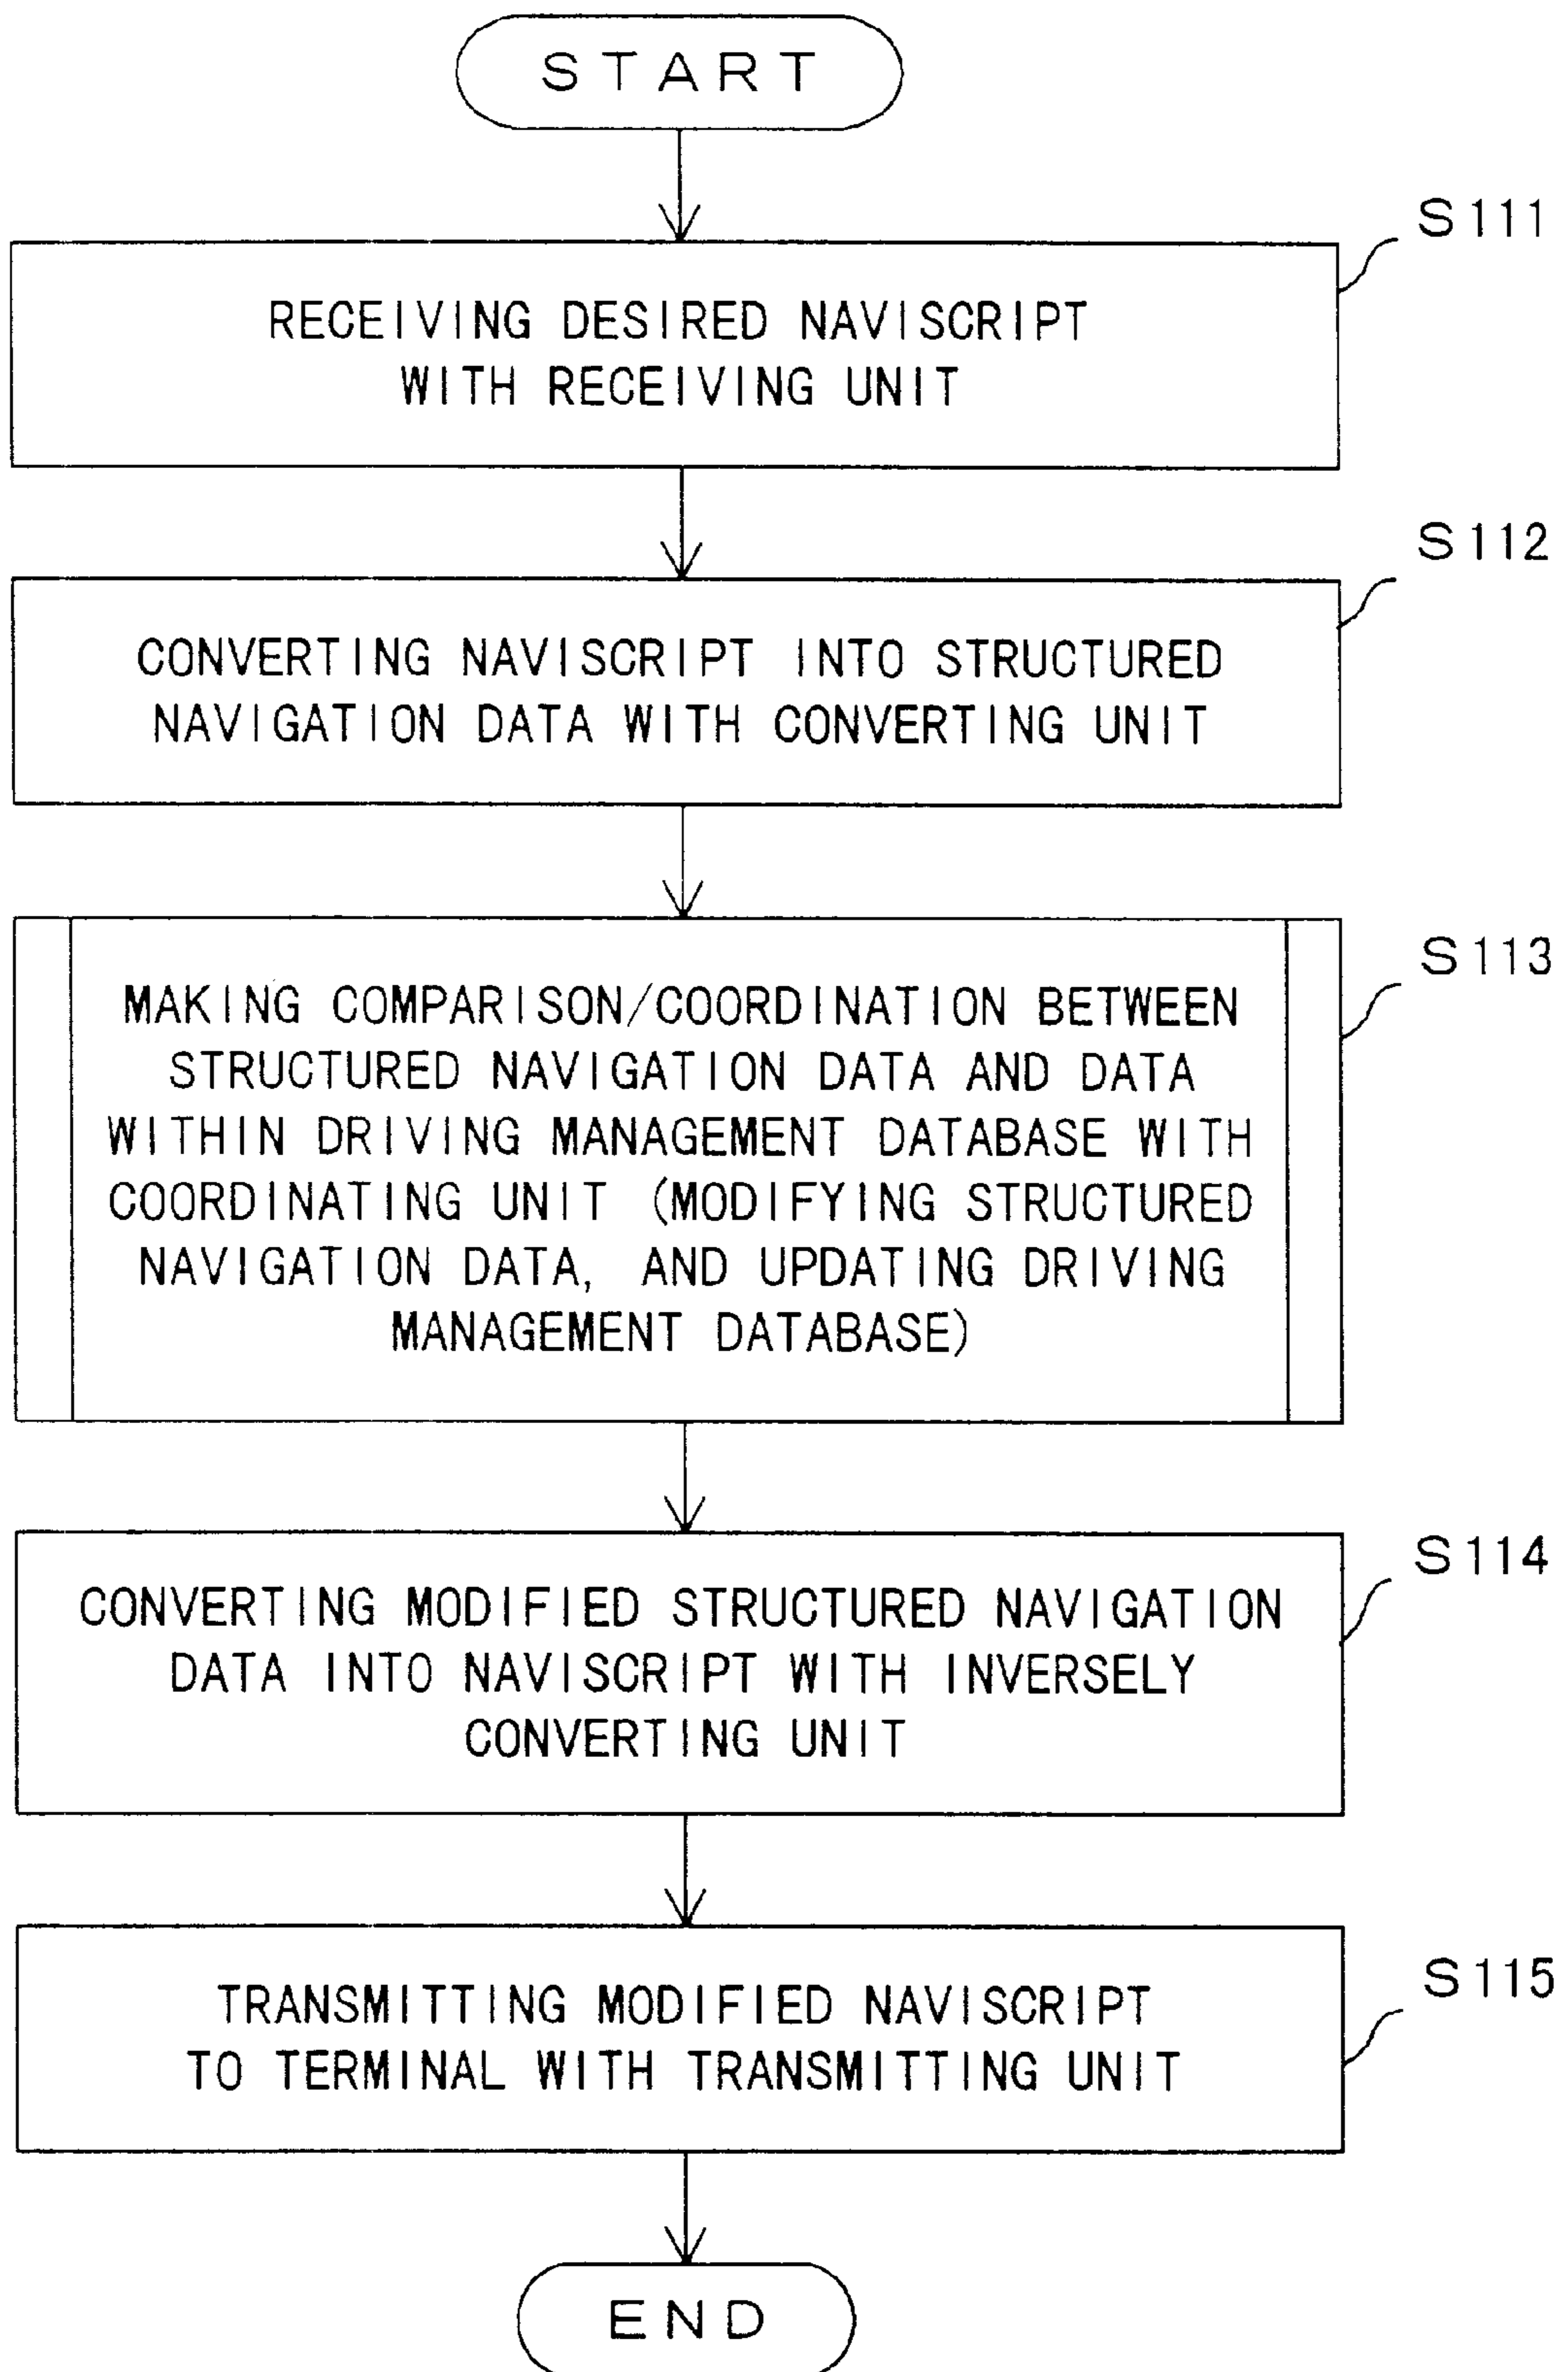 START
S111
RECEIVING DESIRED NAVISCRIPT
WITH RECEIVING UNIT
S112
CONVERTING NAVISCRIPT INTO STRUCTURED
NAVIGATION DATA WITH CONVERTING UNIT
S113
MAKING COMPARISON/COORDINATION BETWEEN
STRUCTURED NAVIGATION DATA AND DATA
WITHIN DRIVING MANAGEMENT DATABASE WITH
COORDINATING UNIT (MODIFYING STRUCTURED
NAVIGATION DATA, AND UPDATING DRIVING
MANAGEMENT DATABASE)
S114
CONVERTING MODIFIED STRUCTURED NAVIGATION
DATA INTO NAVISCRIPT WITH INVERSELY
CONVERTING UNIT
S115
TRANSMITTING MODIFIED NAVISCRIPT
TO TERMINAL WITH TRANSMITTING UNIT
END